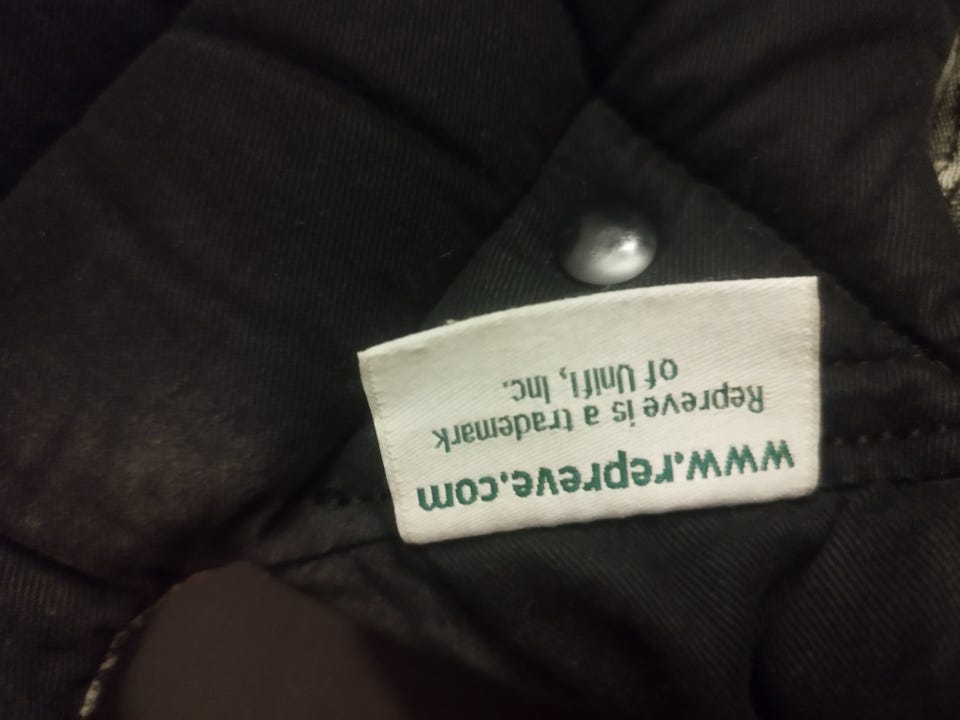 www.repreve.com
Repreve is a trademark
of Unifi, Inc.